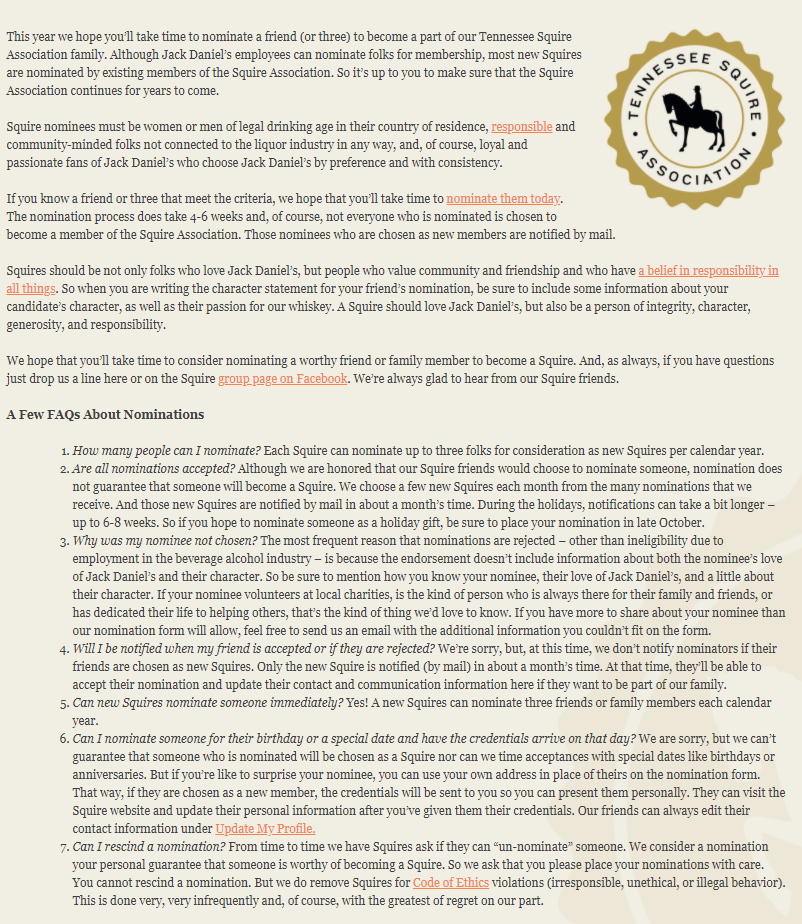 This year we hope you'll take time to nominate a friend (or three) to become a part of our Tennessee Squire
Association family. Although Jack Daniel's employees can nominate folks for membership, most new Squires
are nominated by existing members of the Squire Association. So it's up to you to make sure that the Squire
Association continues for years to come.
TENNESSEE SQUIRE
• ASSOCIATION •
Squire nominees must be women or men of legal drinking age in their country of residence, responsible and
community-minded folks not connected to the liquor industry in any way, and, of course, loyal and
passionate fans of Jack Daniel's who choose Jack Daniel's by preference and with consistency.
If you know a friend or three that meet the criteria, we hope that you'll take time to nominate them today.
The nomination process does take 4-6 weeks and, of course, not everyone who is nominated is chosen to
become a member of the Squire Association. Those nominees who are chosen as new members are notified by mail.
Squires should be not only folks who love Jack Daniel's, but people who value community and friendship and who have a belief in responsibility in
all things. So when you are writing the character statement for your friend's nomination, be sure to include some information about your
candidate's character, as well as their passion for our whiskey. A Squire should love Jack Daniel's, but also be a person of integrity, character,
generosity, and responsibility.
We hope that you'll take time to consider nominating a worthy friend or family member to become a Squire. And, as always, if you have questions
just drop us a line here or on the Squire group page on Facebook. We're always glad to hear from our Squire friends.
A Few FAQs About Nominations
1. How many people can I nominate? Each Squire can nominate up to three folks for consideration as new Squires per calendar year.
2. Are all nominations accepted? Although we are honored that our Squire friends would choose to nominate someone, nomination does
not guarantee that someone will become a Squire. We choose a few new Squires each month from the many nominations that we
receive. And those new Squires are notified by mail in about a month's time. During the holidays, notifications can take a bit longer –
up to 6-8 weeks. So if you hope to nominate someone as a holiday gift, be sure to place your nomination in late October.
3. Why was my nominee not chosen? The most frequent reason that nominations are rejected – other than ineligibility due to
employment in the beverage alcohol industry – is because the endorsement doesn't include information about both the nominee's love
of Jack Daniel's and their character. So be sure to mention how you know your nominee, their love of Jack Daniel's, and a little about
their character. If your nominee volunteers at local charities, is the kind of person who is always there for their family and friends, or
has dedicated their life to helping others, that's the kind of thing we'd love to know. If you have more to share about your nominee than
our nomination form will allow, feel free to send us an email with the additional information you couldn't fit on the form.
4. Will I be notified when my friend is accepted or if they are rejected? We're sorry, but, at this time, we don't notify nominators if their
friends are chosen as new Squires. Only the new Squire is notified (by mail) in about a month's time. At that time, they'll be able to
accept their nomination and update their contact and communication information here if they want to be part of our family.
5. Can new Squires nominate someone immediately? Yes! A new Squires can nominate three friends or family members each calendar
year.
6. Can I nominate someone for their birthday or a special date and have the credentials arrive on that day? We are sorry, but we can't
guarantee that someone who is nominated will be chosen as a Squire nor can we time acceptances with special dates like birthdays or
anniversaries. But if you're like to surprise your nominee, you can use your own address in place of theirs on the nomination form.
That way, if they are chosen as a new member, the credentials will be sent to you so you can present them personally. They can visit the
Squire website and update their personal information after you've given them their credentials. Our friends can always edit their
contact information under Update My Profile.
7. Can I rescind a nomination? From time to time we have Squires ask if they can "un-nominate" someone. We consider a nomination
your personal guarantee that someone is worthy of becoming a Squire. So we ask that you please place your nominations with care.
You cannot rescind a nomination. But we do remove Squires for Code of Ethics violations (irresponsible, unethical, or illegal behavior).
This is done very, very infrequently and, of course, with the greatest of regret on our part.